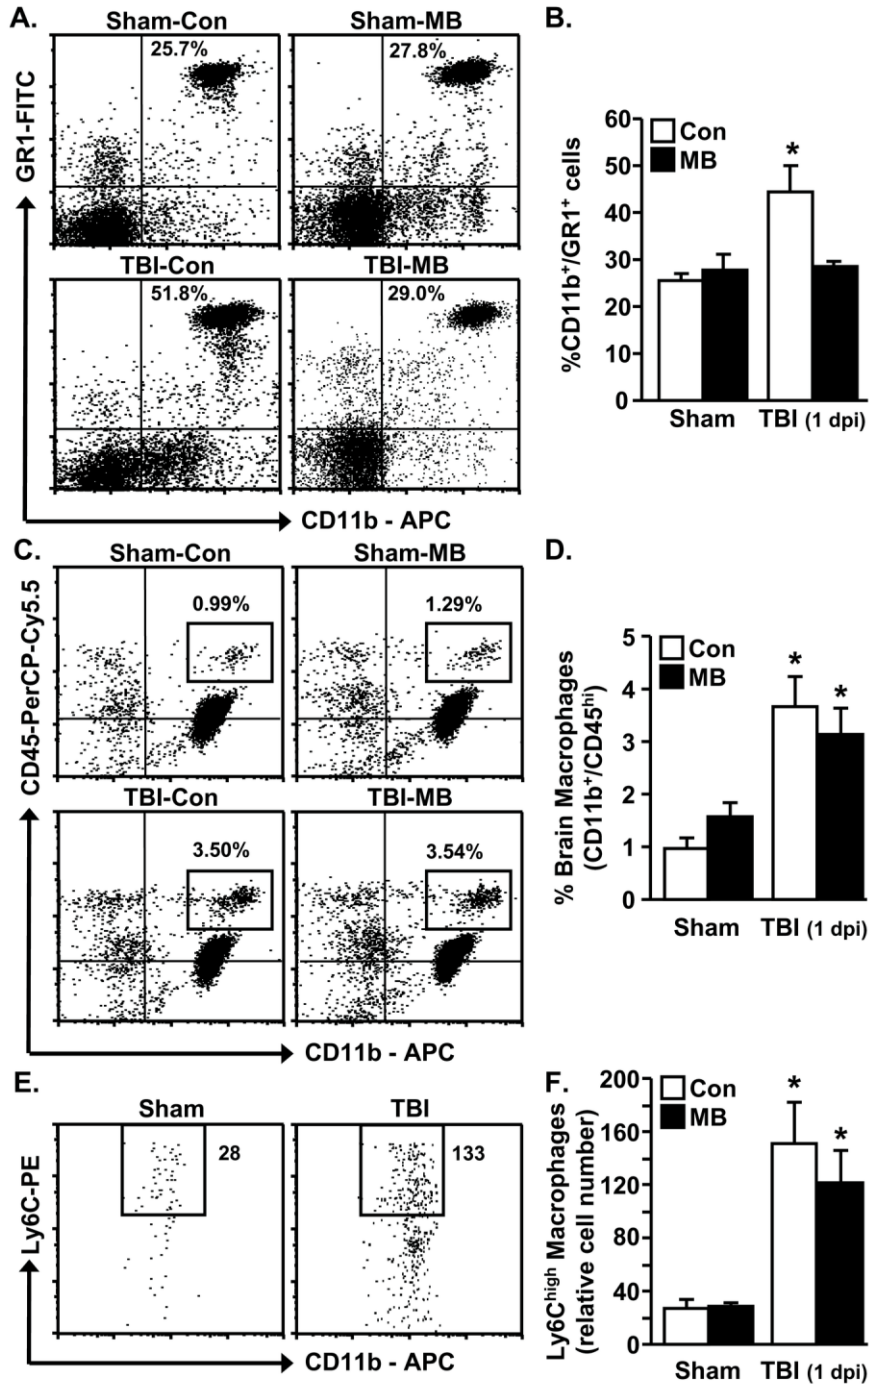 A.
Sham-Con
Sham-MB
25.7%
27.8%
GR1-FITC
TBI-Con
TBI-MB
51.8%
29.0%
CD11b - APC
B.
60
50
40
30
20
10
0
%CD11b+/GR1+ cells
Con
MB
*
Sham
TBI (1 dpi)
C.
Sham-Con
Sham-MB
0.99%
1.29%
CD45-PerCP-Cy5.5
TBI-Con
TBI-MB
3.50%
3.54%
CD11b - APC
D.
5
4
3
2
1
0
% Brain Macrophages
(CD11b+/CD45hi)
Con
MB
*
*
Sham
TBI (1 dpi)
E.
Sham
TBI
28
133
Ly6C-PE
CD11b - APC
F.
200
160
120
80
40
0
Ly6Chigh Macrophages
(relative cell number)
Con
MB
*
*
Sham
TBI (1 dpi)